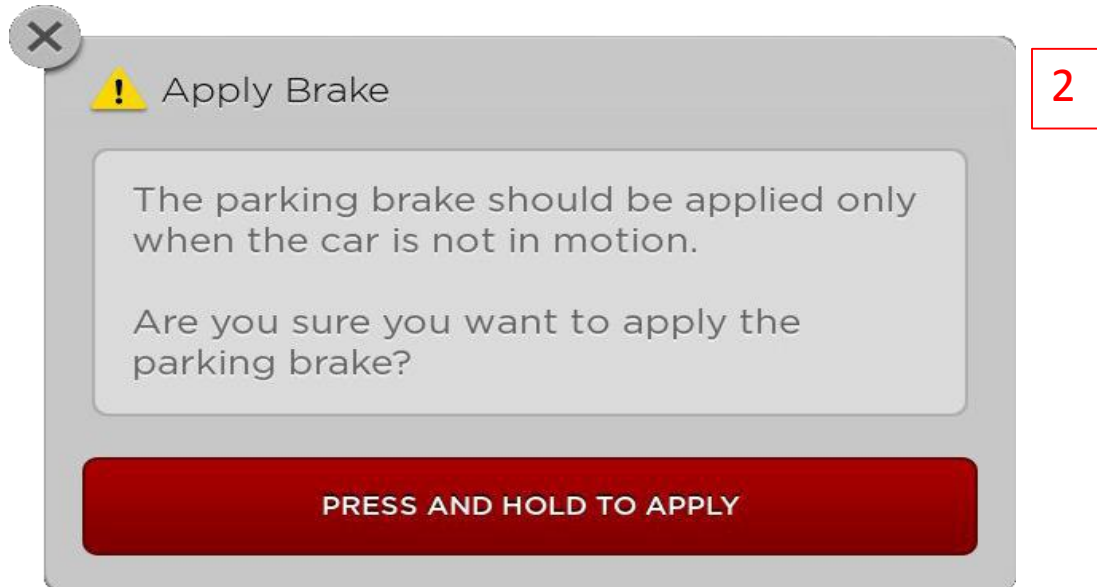 Apply Brake
2
The parking brake should be applied only
when the car is not in motion.
Are you sure you want to apply the
parking brake?
PRESS AND HOLD TO APPLY